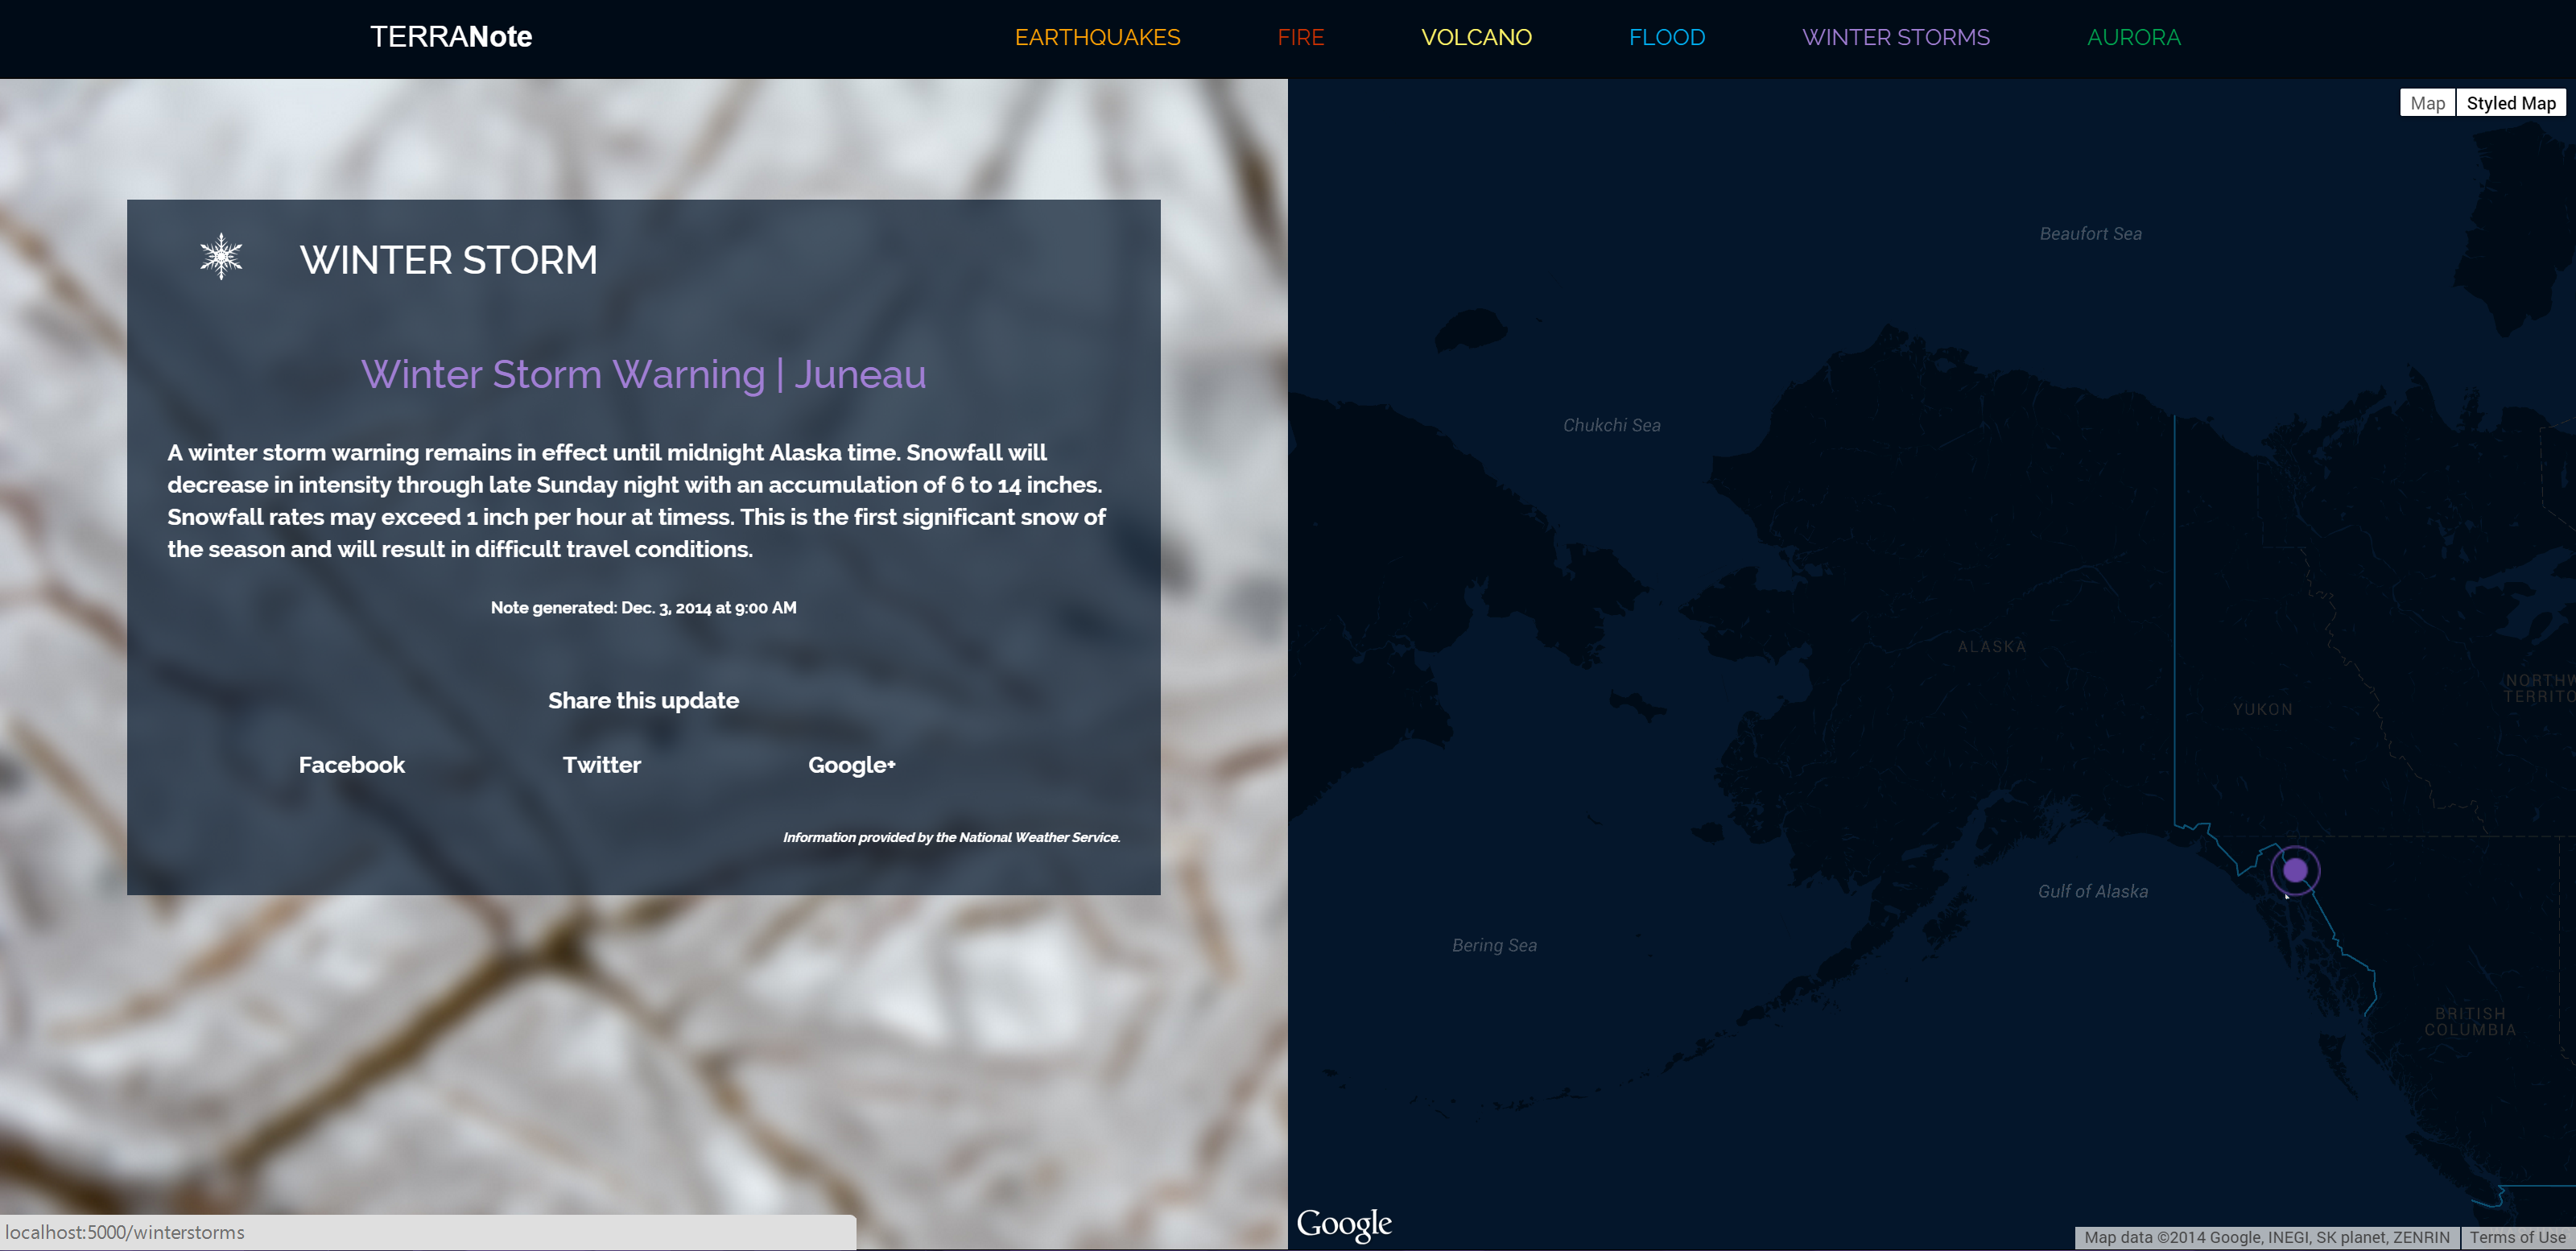 TERRANote
EARTHQUAKES
FIRE
VOLCANO
FLOOD
WINTER STORMS
AURORA
WINTER STORM
Winter Storm Warning | Juneau
A winter storm warning remains in effect until midnight Alaska time. Snowfall will
decrease in intensity through late Sunday night with an accumulation of 6 to 14 inches.
Snowfall rates may exceed 1 inch per hour at timess. This is the first significant snow of
the season and will result in difficult travel conditions.
Note generated: Dec. 3, 2014 at 9:00 AM
Share this update
Facebook
Twitter
Google+
Information provided by the National Weather Service.
localhost:5000/winterstorms
Map
Styled Map
Beaufort Sea
Chukchi Sea
ALASKA
YUKON
NORTHW
TERRITO
Gulf of Alaska
Bering Sea
BRITISH
COLUMBIA
Google
Map data ©2014 Google, INEGI, SK planet, ZENRIN
Terms of Use